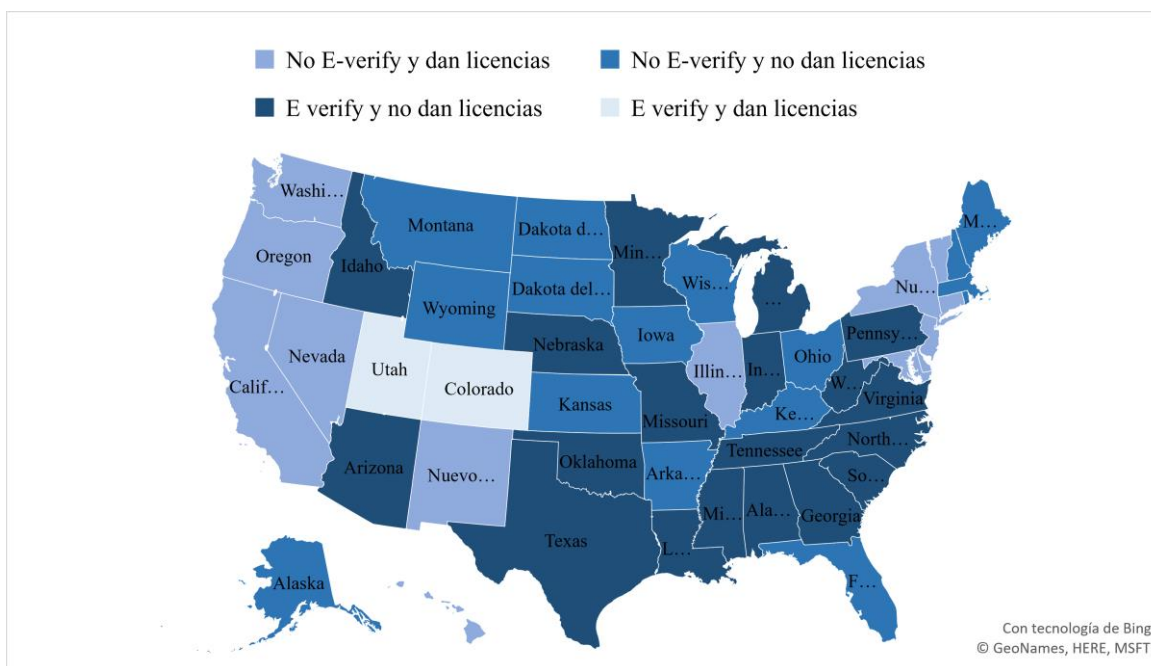 No E-verify y dan licencias
No E-verify y no dan licencias
E verify y no dan licencias
E verify y dan licencias
Washi…
Montana
Dakota d…
Min…
M…
Oregon
Idaho
Dakota del…
Wis…
…
Nu…
Wyoming
Iowa
Pennsy…
Nebraska
Ohio
Nevada
Utah
Illin…
In…
W…
Calif…
Colorado
Kansas
Missouri
Ke…
Virginia
North…
Tennessee
Arizona
Nuevo…
Oklahoma
Arka…
So…
Mi…
Ala…
Georgia
Texas
L…
F…
Alaska
Con tecnología de Bing
© GeoNames, HERE, MSFT